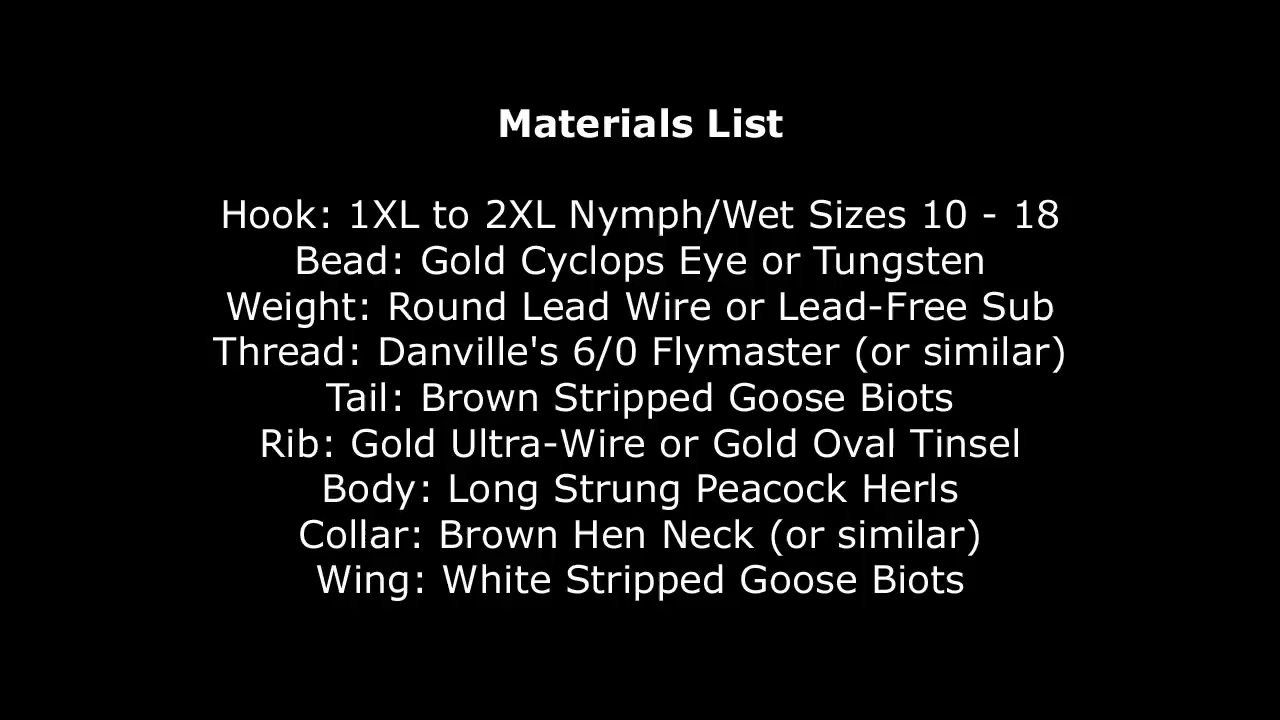 Materials List
Hook: 1XL to 2XL Nymph/Wet Sizes 10 - 18
Bead: Gold Cyclops Eye or Tungsten
Weight: Round Lead Wire or Lead-Free Sub
Thread: Danville's 6/0 Flymaster (or similar)
Tail: Brown Stripped Goose Biots
Rib: Gold Ultra-Wire or Gold Oval Tinsel
Body: Long Strung Peacock Herls
Collar: Brown Hen Neck (or similar)
Wing: White Stripped Goose Biots